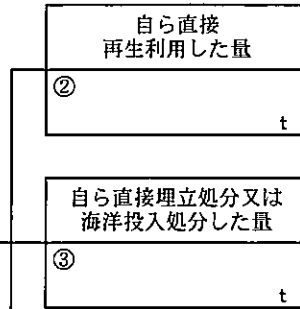 自ら直接
再生利用した量
②
t
自ら直接埋立処分又は
海洋投入処分した量
③
t